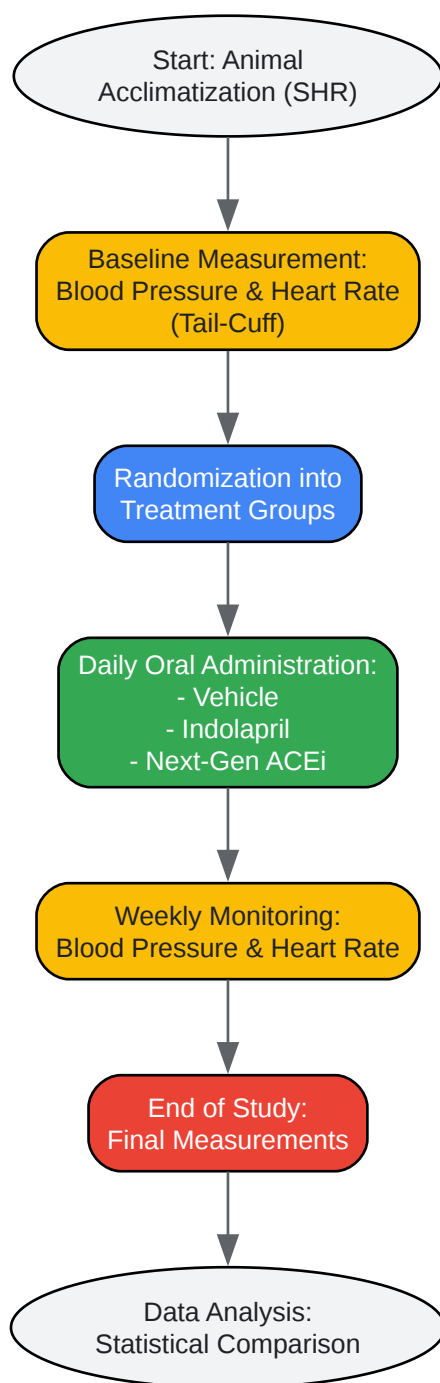 Start: Animal
Acclimatization (SHR)
Baseline Measurement:
Blood Pressure & Heart Rate
(Tail-Cuff)
Randomization into
Treatment Groups
Daily Oral Administration:
- Vehicle
- Indolapril
- Next-Gen ACEi
Weekly Monitoring:
Blood Pressure & Heart Rate
End of Study:
Final Measurements
Data Analysis:
Statistical Comparison